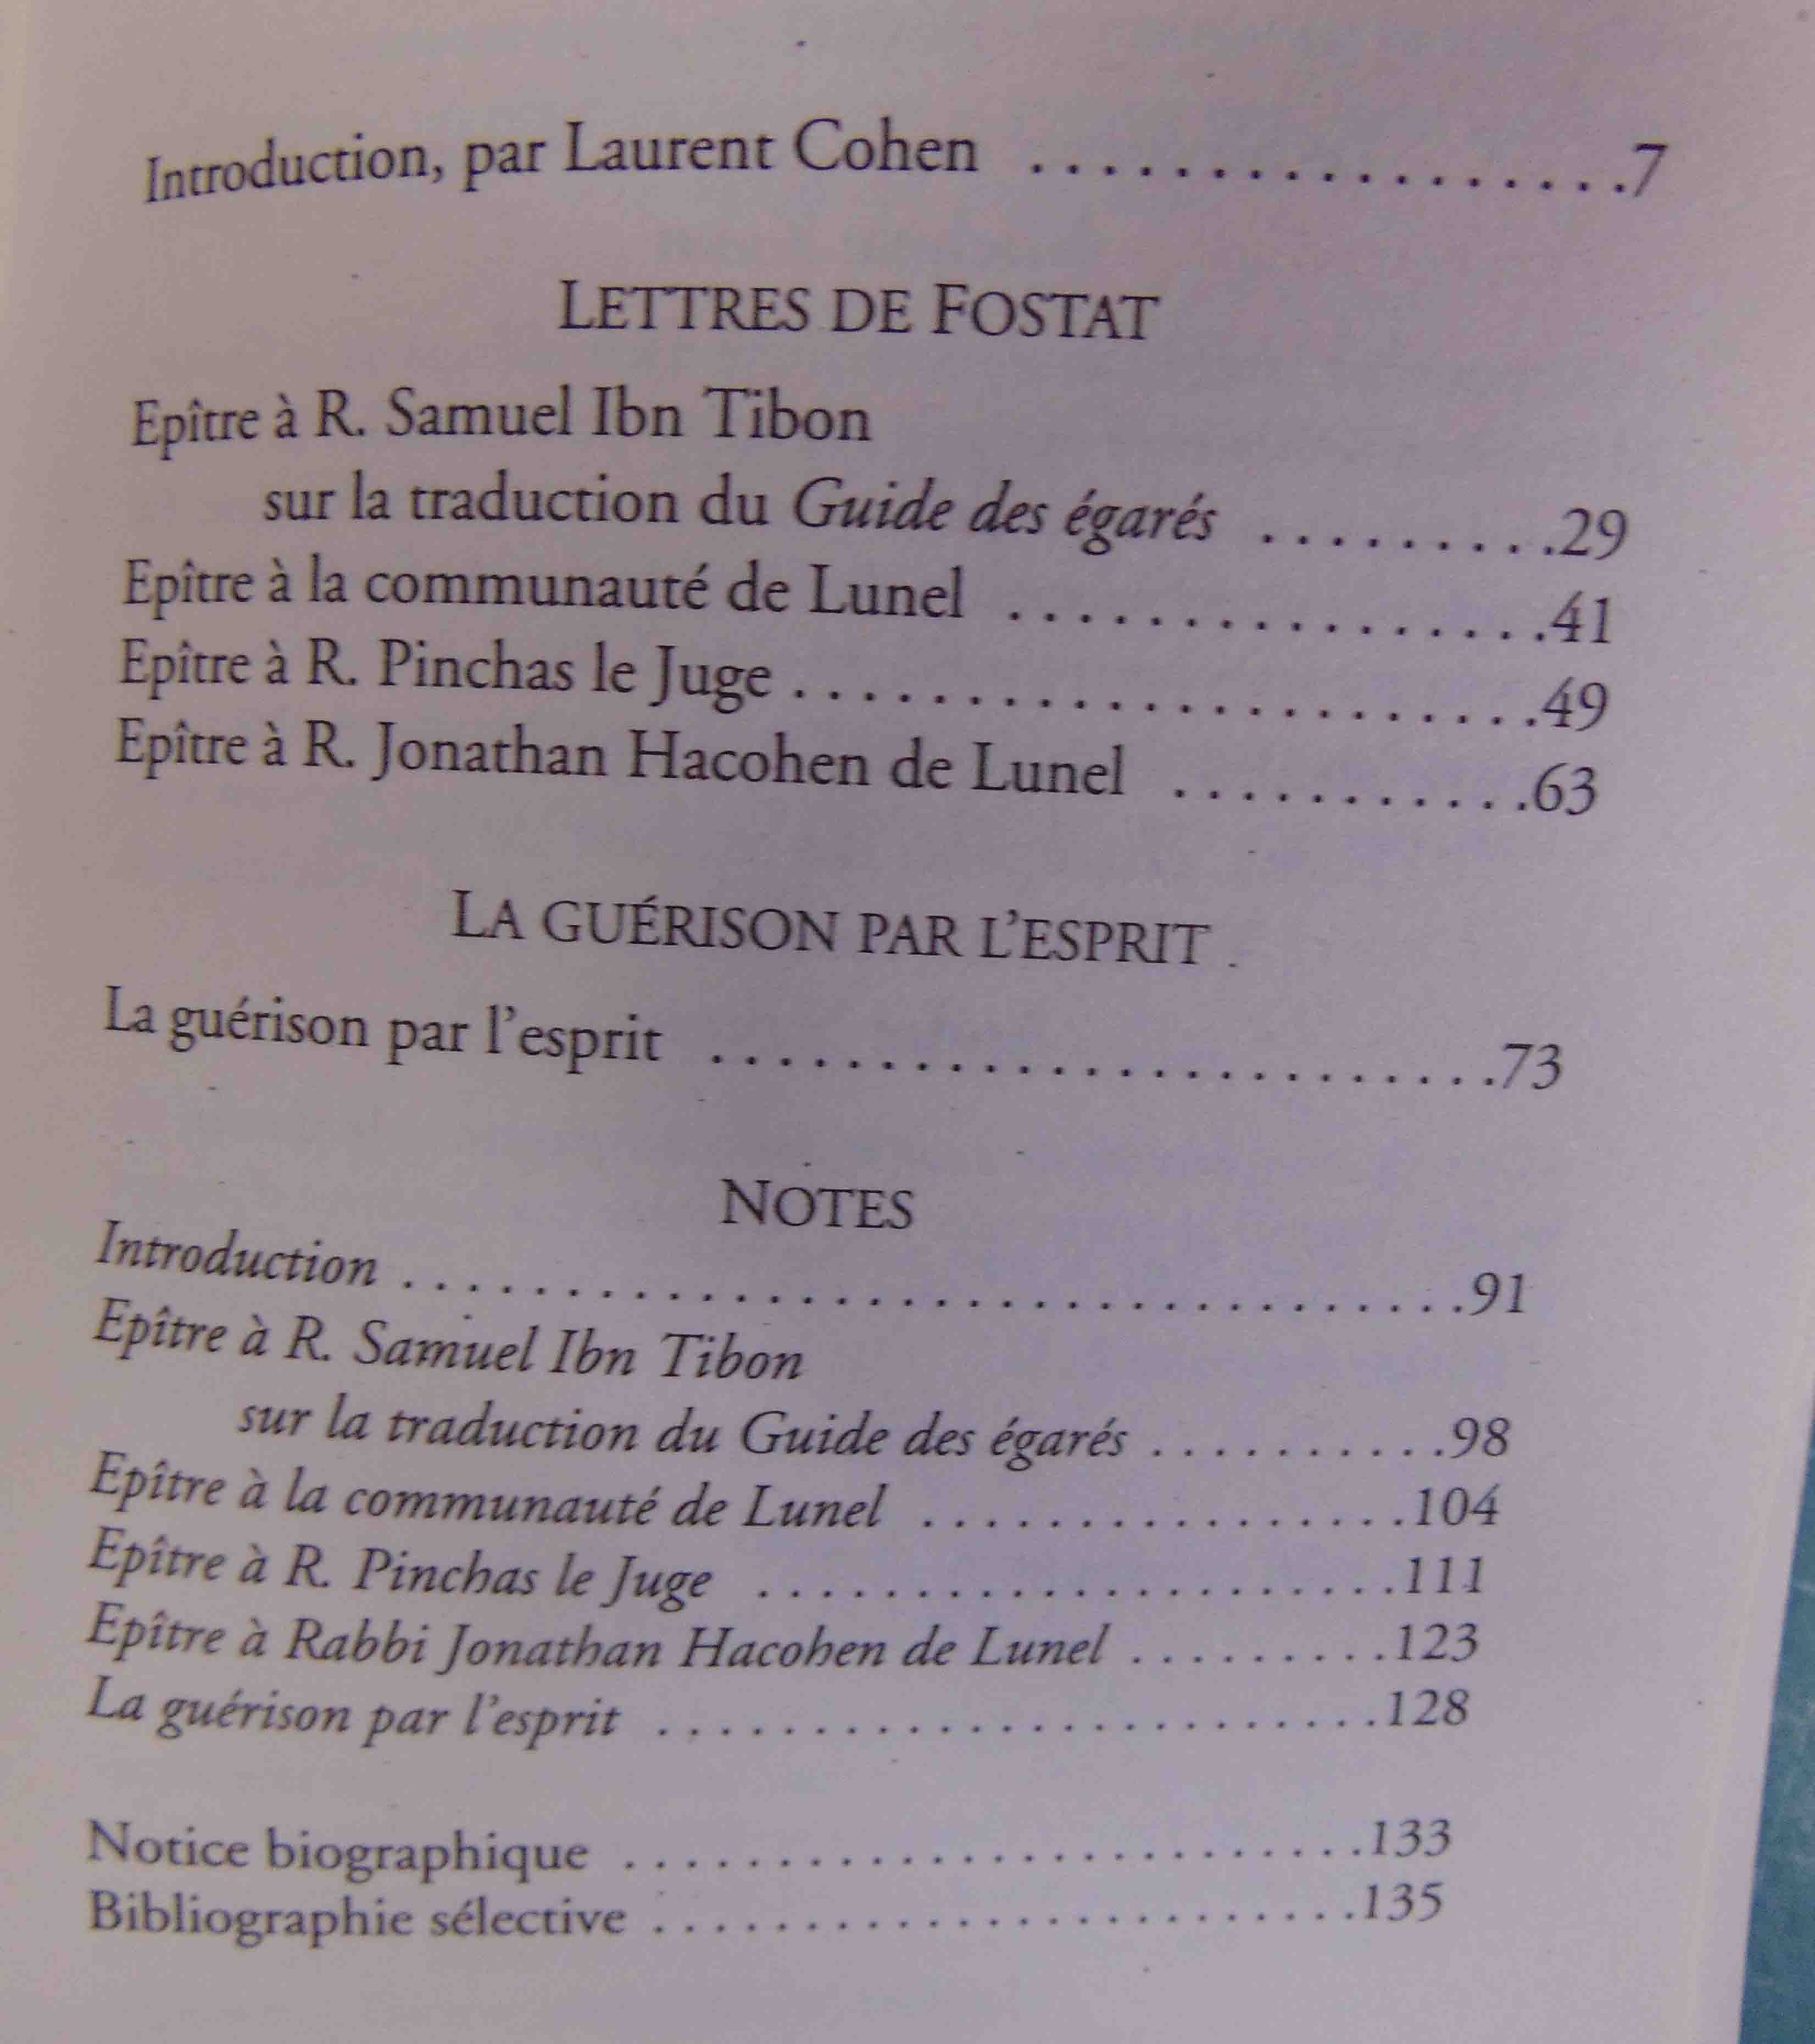 Introduction, par Laurent Cohen ..................7
LETTRES DE FOSTAT
Epître à R. Samuel Ibn Tibon
sur la traduction du Guide des égarés .........29
Epître à la communauté de Lunel ................41
Epître à R. Pinchas le Juge......................49
Epître à R. Jonathan Hacohen de Lunel ...........63
LA GUÉRISON PAR L'ESPRIT
La guérison par l'esprit ........................73
NOTES
Introduction .................................91
Epître à R. Samuel Ibn Tibon
sur la traduction du Guide des égarés ..........98
Epître à la communauté de Lunel ...............104
Epître à R. Pinchas le Juge ....................111
Epître à Rabbi Jonathan Hacohen de Lunel .........123
La guérison par l'esprit .......................128
Notice biographique ........................133
Bibliographie sélective .......................135